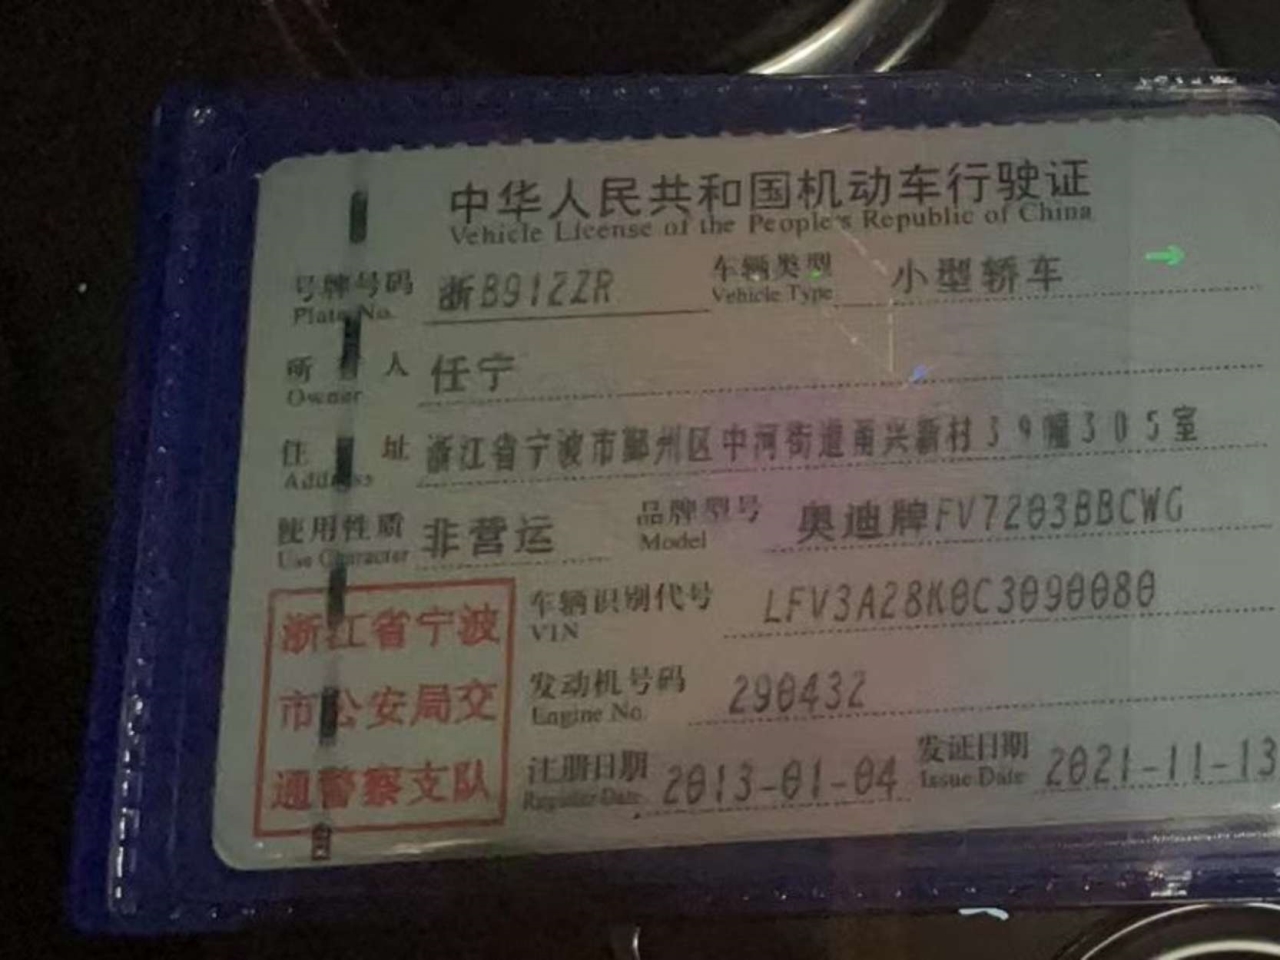 中华人民共和国机动车行驶证
Vehicle License of the People's Republic of China
号牌号码 浙B912ZR 车辆类型 小型轿车
Plate No. Vehicle Type
所有人 任宁
Owner
住址 浙江省宁波市鄞州区中河街道甬兴新村39幢305室
Address
使用性质 非营运 品牌型号 奥迪牌FV7203BBCWG
Use Character Model
车辆识别代号 LFV3A28K0C3090080
VIN
发动机号码 290432
Engine No.
注册日期 2013-01-04 发证日期 2021-11-13
Register Date Issue Date
浙江省宁波
市公安局交
通警察支队